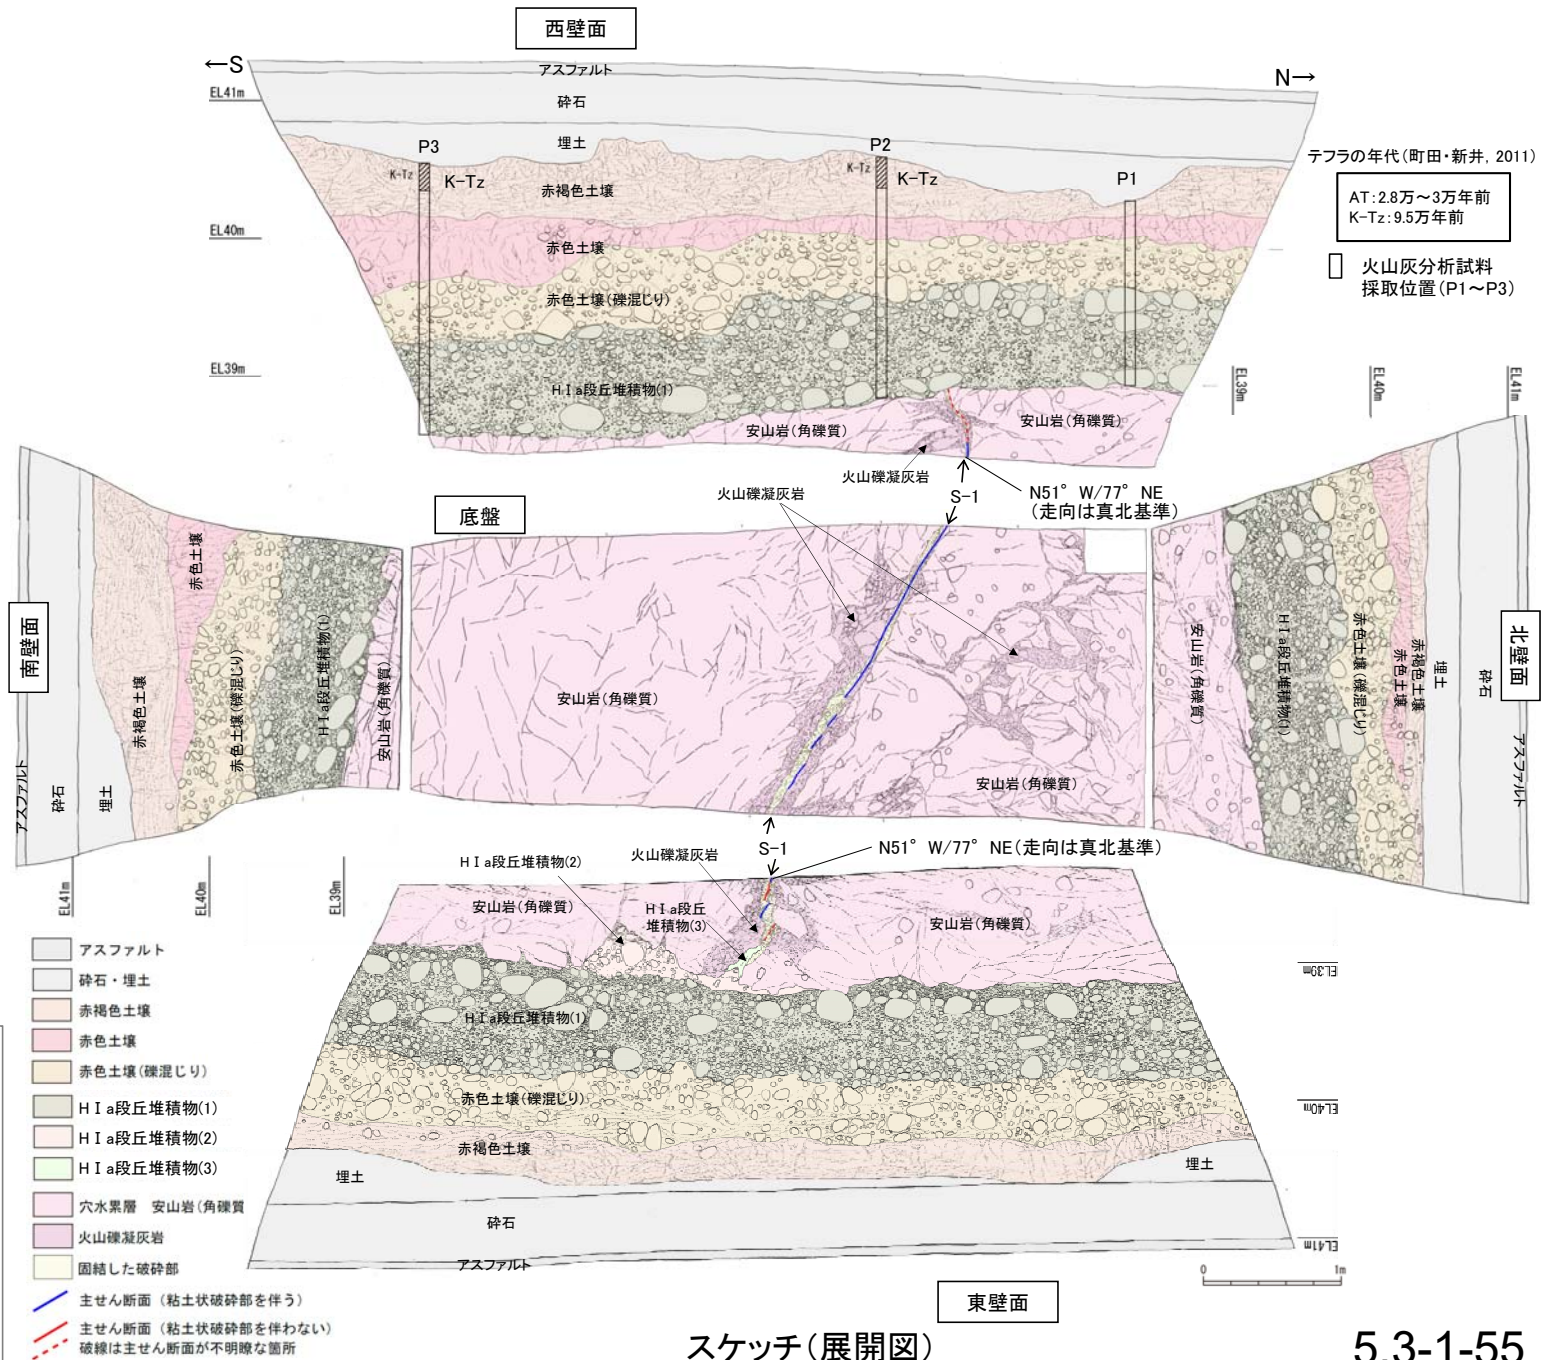 西壁面
←S
N→
アスファルト
EL41m
砕石
埋土
P3
P2
P1
K-Tz
K-Tz
K-Tz
K-Tz
赤褐色土壌
EL40m
赤色土壌
赤色土壌(礫混じり)
EL39m
HⅠa段丘堆積物(1)
安山岩(角礫質)
安山岩(角礫質)
火山礫凝灰岩
テフラの年代(町田・新井, 2011)
AT:2.8万~3万年前
K-Tz:9.5万年前
火山灰分析試料
採取位置(P1~P3)
EL39m
EL40m
EL41m
S-1
N51° W/77° NE
(走向は真北基準)
底盤
火山礫凝灰岩
安山岩(角礫質)
安山岩(角礫質)
南壁面
アスファルト
砕石
埋土
赤褐色土壌
赤色土壌
赤色土壌(礫混じり)
HⅠa段丘堆積物(1)
安山岩(角礫質)
EL41m
EL40m
EL39m
北壁面
安山岩(角礫質)
HⅠa段丘堆積物(1)
赤色土壌(礫混じり)
赤色土壌
赤褐色土壌
埋土
砕石
アスファルト
S-1
N51° W/77° NE(走向は真北基準)
HⅠa段丘堆積物(2)
火山礫凝灰岩
安山岩(角礫質)
HⅠa段丘
堆積物(3)
安山岩(角礫質)
EL39m
HⅠa段丘堆積物(1)
赤色土壌(礫混じり)
EL40m
赤褐色土壌
埋土
埋土
砕石
EL41m
アスファルト
0
1m
東壁面
アスファルト
砕石・埋土
赤褐色土壌
赤色土壌
赤色土壌(礫混じり)
HⅠa段丘堆積物(1)
HⅠa段丘堆積物(2)
HⅠa段丘堆積物(3)
穴水累層 安山岩(角礫質
火山礫凝灰岩
固結した破砕部
主せん断面(粘土状破砕部を伴う)
主せん断面(粘土状破砕部を伴わない)
破線は主せん断面が不明瞭な箇所
スケッチ(展開図)
5.3-1-55